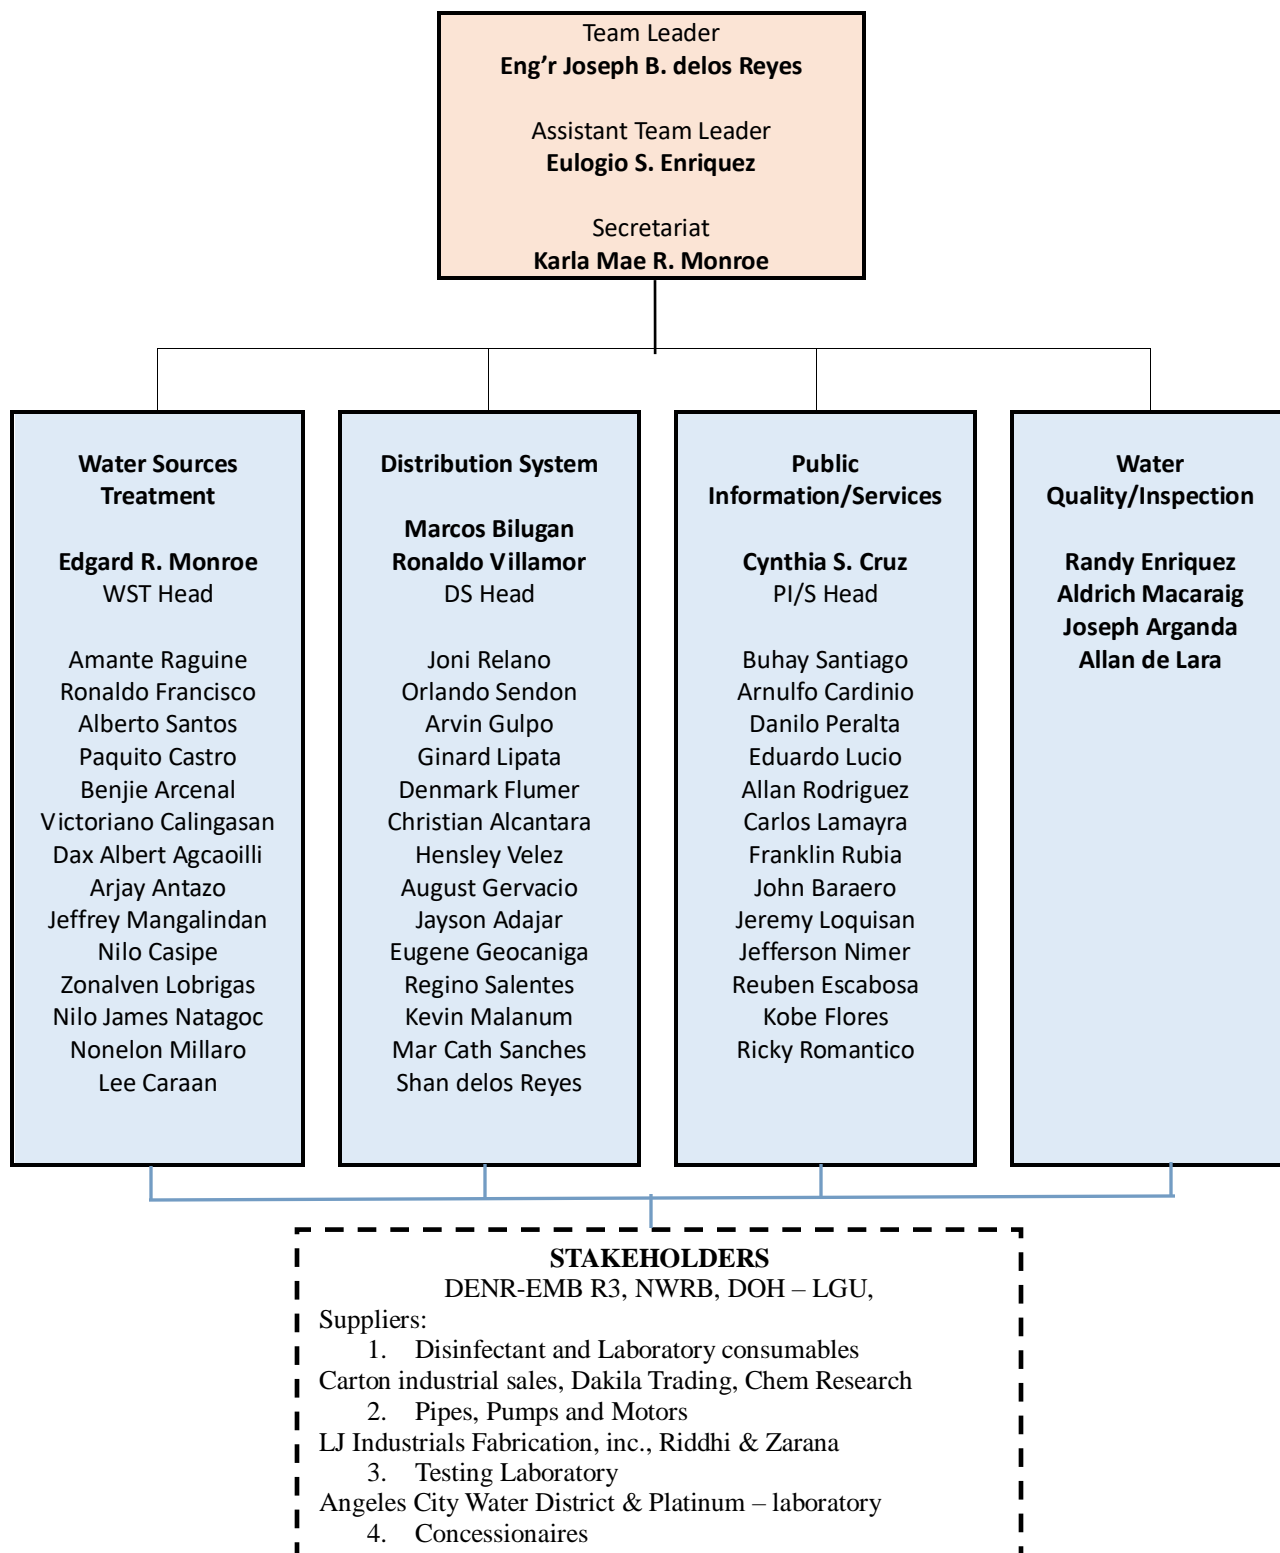 Team Leader
Eng’r Joseph B. delos Reyes
Assistant Team Leader
Eulogio S. Enriquez
Secretariat
Karla Mae R. Monroe
Water Sources
Treatment
Edgard R. Monroe
WST Head
Amante Raguine
Ronaldo Francisco
Alberto Santos
Paquito Castro
Benjie Arcenal
Victoriano Calingasan
Dax Albert Agcaoilli
Arjay Antazo
Jeffrey Mangalindan
Nilo Casipe
Zonalven Lobrigas
Nilo James Natagoc
Nonelon Millaro
Lee Caraan
Distribution System
Marcos Bilugan
Ronaldo Villamor
DS Head
Joni Relano
Orlando Sendon
Arvin Gulpo
Ginard Lipata
Denmark Flumer
Christian Alcantara
Hensley Velez
August Gervacio
Jayson Adajar
Eugene Geocaniga
Regino Salentes
Kevin Malanum
Mar Cath Sanches
Shan delos Reyes
Public
Information/Services
Cynthia S. Cruz
PI/S Head
Buhay Santiago
Arnulfo Cardinio
Danilo Peralta
Eduardo Lucio
Allan Rodriguez
Carlos Lamayra
Franklin Rubia
John Baraero
Jeremy Loquisan
Jefferson Nimer
Reuben Escabosa
Kobe Flores
Ricky Romantico
Water
Quality/Inspection
Randy Enriquez
Aldrich Macaraig
Joseph Arganda
Allan de Lara
STAKEHOLDERS
DENR-EMB R3, NWRB, DOH – LGU,
Suppliers:
1. Disinfectant and Laboratory consumables
Carton industrial sales, Dakila Trading, Chem Research
2. Pipes, Pumps and Motors
LJ Industrials Fabrication, inc., Riddhi & Zarana
3. Testing Laboratory
Angeles City Water District & Platinum – laboratory
4. Concessionaires